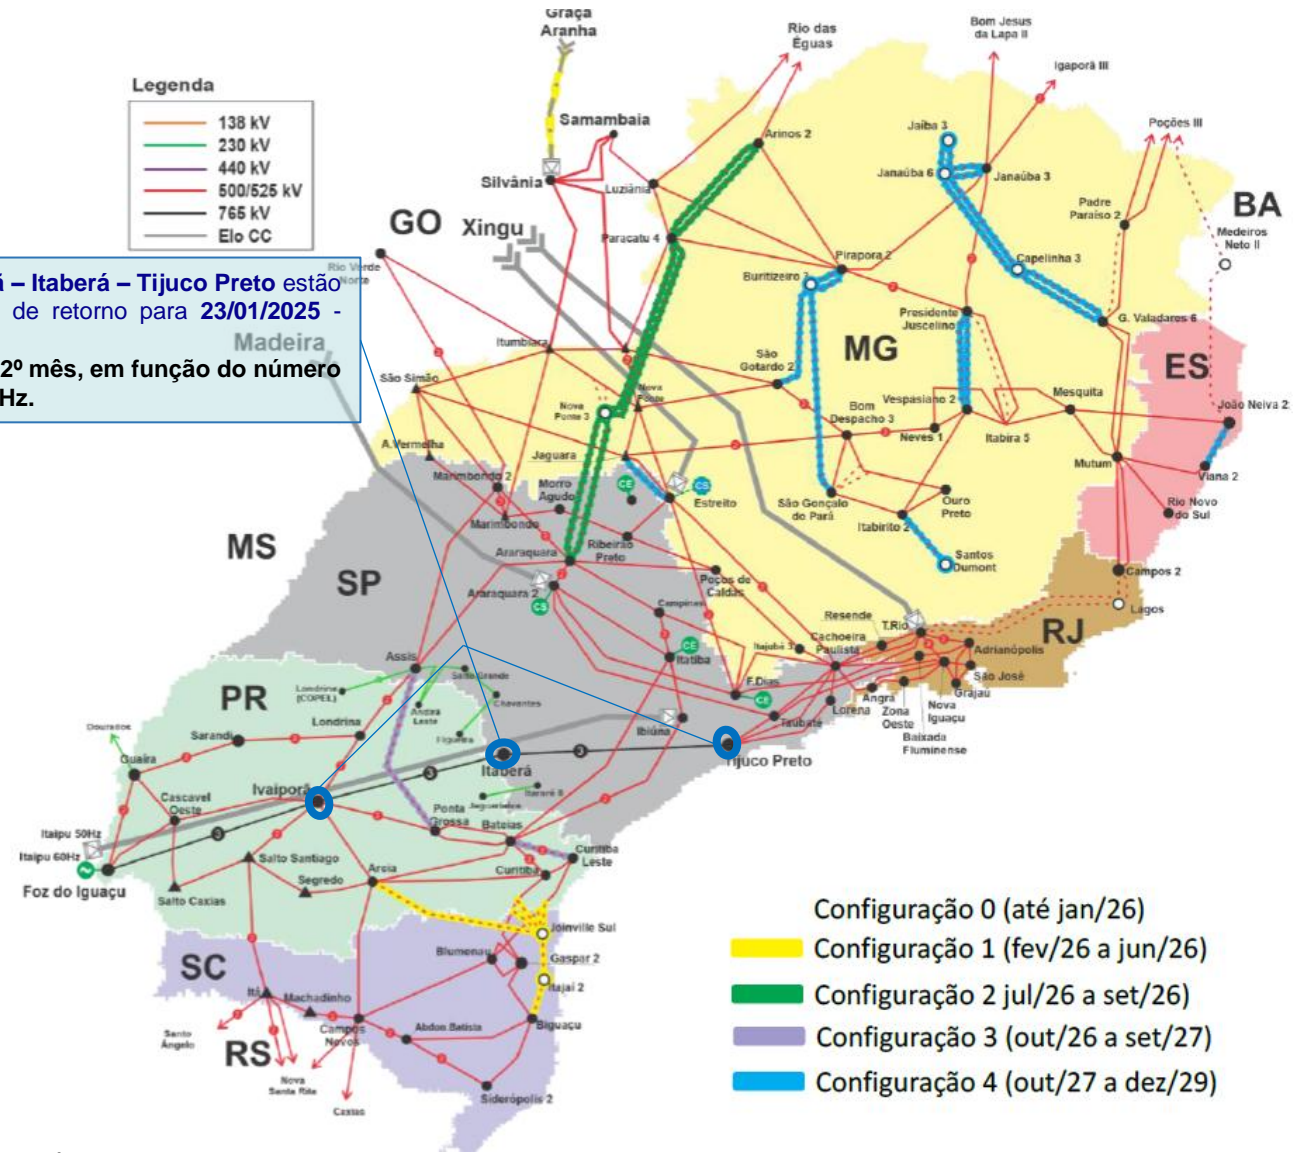 Graça
Aranha
Rio das
Éguas
Bom Jesus
da Lapa II
Igaporã III
Legenda
138 kV
230 kV
440 kV
500/525 kV
765 kV
Elo CC
Samambaia
Arinos 2
Jaíba 3
Poções III
Silvânia
Luziânia
Janaúba 6
Janaúba 3
Padre
Paraíso 2
BA
GO
Xingu
Paracatu 4
Medeiros
Neto II
Pirapora 2
Capelinha 3
Rio Verde
Norte
Buritizeiro 3
á – Itaberá – Tijuco Preto estão
de retorno para 23/01/2025 -
2º mês, em função do número
Hz.
Presidente
Juscelino
G. Valadares 6
Madeira
Itumbiara
MG
São
Gotardo 2
ES
São Simão
Nova
Ponte
Nova
Ponte 3
Vespasiano 2
Mesquita
João Neiva 2
Bom
Despacho 3
Neves 1
Itabira 5
A.Vermelha
Jaguara
Mutum
Marimbondo 2
Morro
Agudo
CE
CS
Estreito
São Gonçalo
do Pará
Ouro
Preto
Viana 2
Rio Novo
do Sul
Marimbondo
Itabirito 2
MS
Araraquara
Ribeirão
Preto
Santos
Dumont
SP
Poços de
Caldas
Campos 2
Araraquara 2
CS
Campinas
Lagos
Resende
T.Rio
RJ
CE
Itatiba
Itajubá 3
Cachoeira
Paulista
Adrianópolis
Assis
Salto Grande
São José
PR
Londrina
(COPEL)
Chavantes
F.Dias
CE
Angra
Grajaú
Andirá
Leste
Lorena
Zona
Oeste
Nova
Iguaçu
Dourados
Londrina
Figueira
Ibiúna
Taubaté
Baixada
Fluminense
Sarandi
Guaíra
Itaberá
3
Tijuco Preto
3
Ivaiporã
Cascavel
Oeste
Jaguariaíva
Itararé II
Ponta
Grossa
Bateias
3
Itaipu 50Hz
Itaipu 60Hz
Curitiba
Leste
Salto Santiago
Areia
Curitiba
Foz do Iguaçu
Segredo
Salto Caxias
Configuração 0 (até jan/26)
Joinville Sul
Configuração 1 (fev/26 a jun/26)
SC
Blumenau
Gaspar 2
Itajaí 2
Configuração 2 jul/26 a set/26)
Itá
Machadinho
Biguaçu
Santo
Ângelo
Campos
Novos
Abdon Batista
Configuração 3 (out/26 a set/27)
RS
Nova
Santa Rita
Configuração 4 (out/27 a dez/29)
Siderópolis 2
Caxias